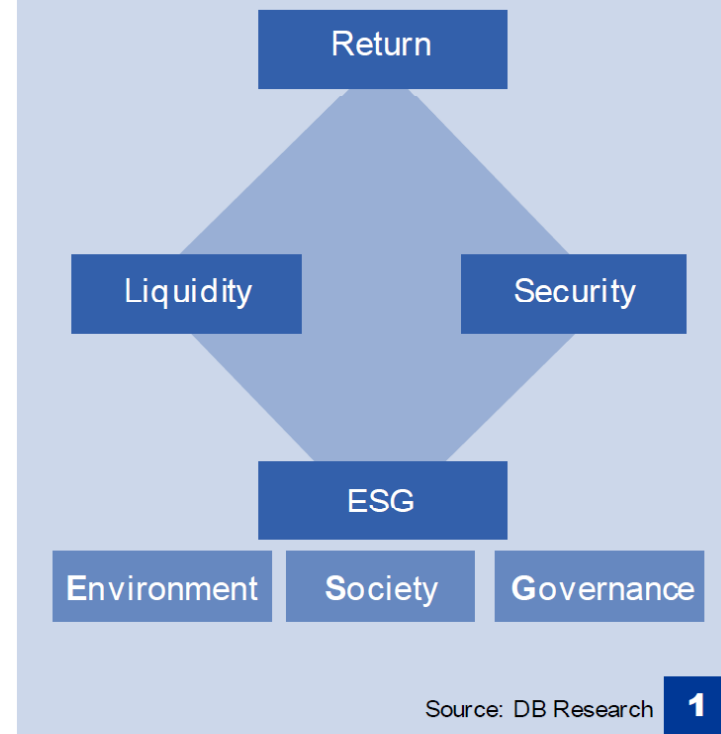 Return
Liquidity Security
ESG
Environment Society Governance
Source: DB Research 1